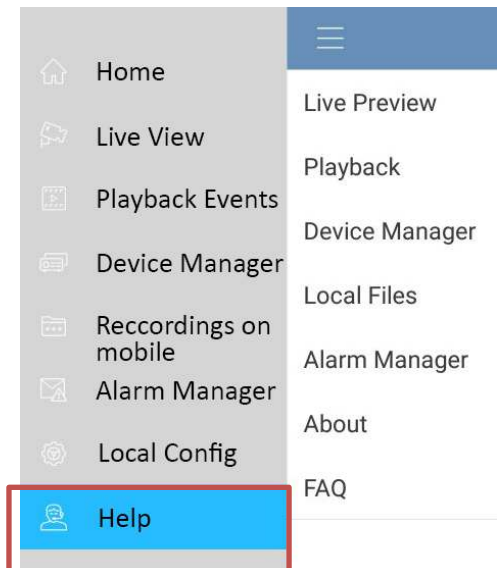 Home
Live View
Playback Events
Device Manager
Reccordings on
mobile
Alarm Manager
Local Config
Help
Live Preview
Playback
Device Manager
Local Files
Alarm Manager
About
FAQ